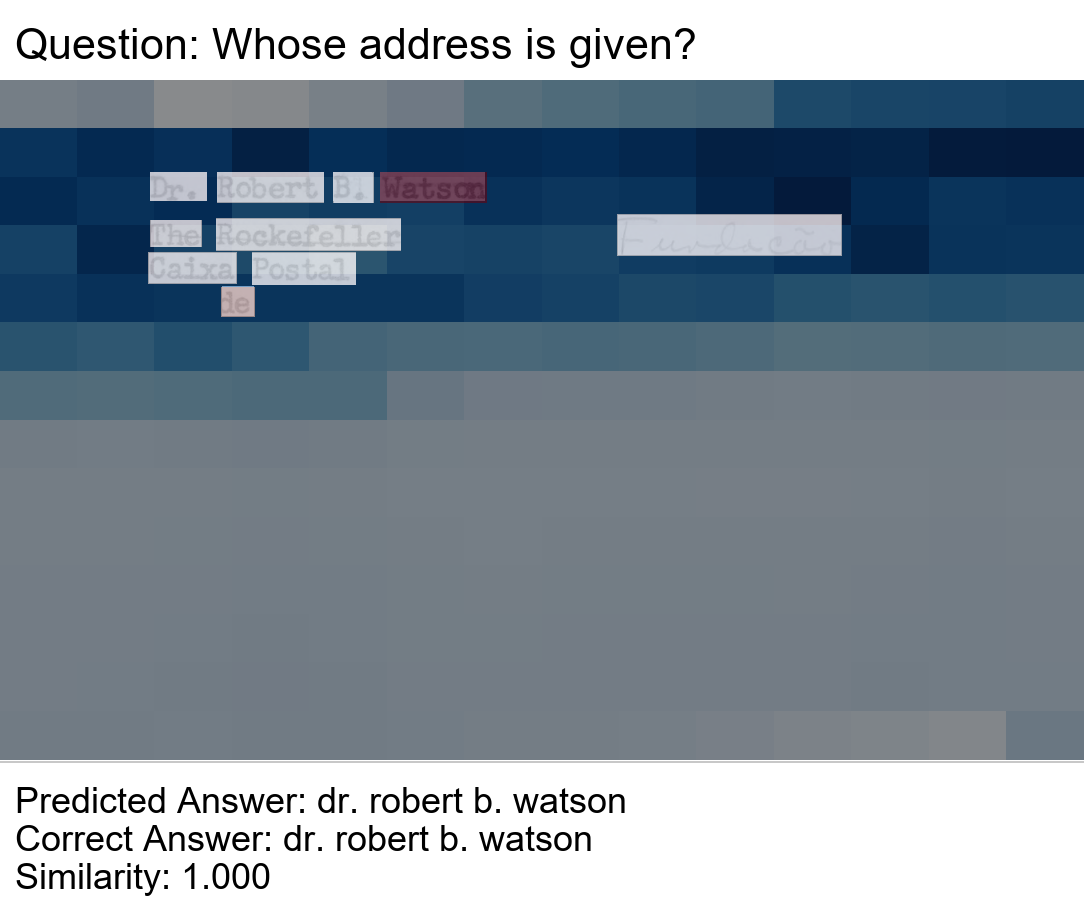 Question: Whose address is given?
Dr. Robert B. Watson
The Rockefeller
Fundacão
Caixa Postal
de
Predicted Answer: dr. robert b. watson
Correct Answer: dr. robert b. watson
Similarity: 1.000